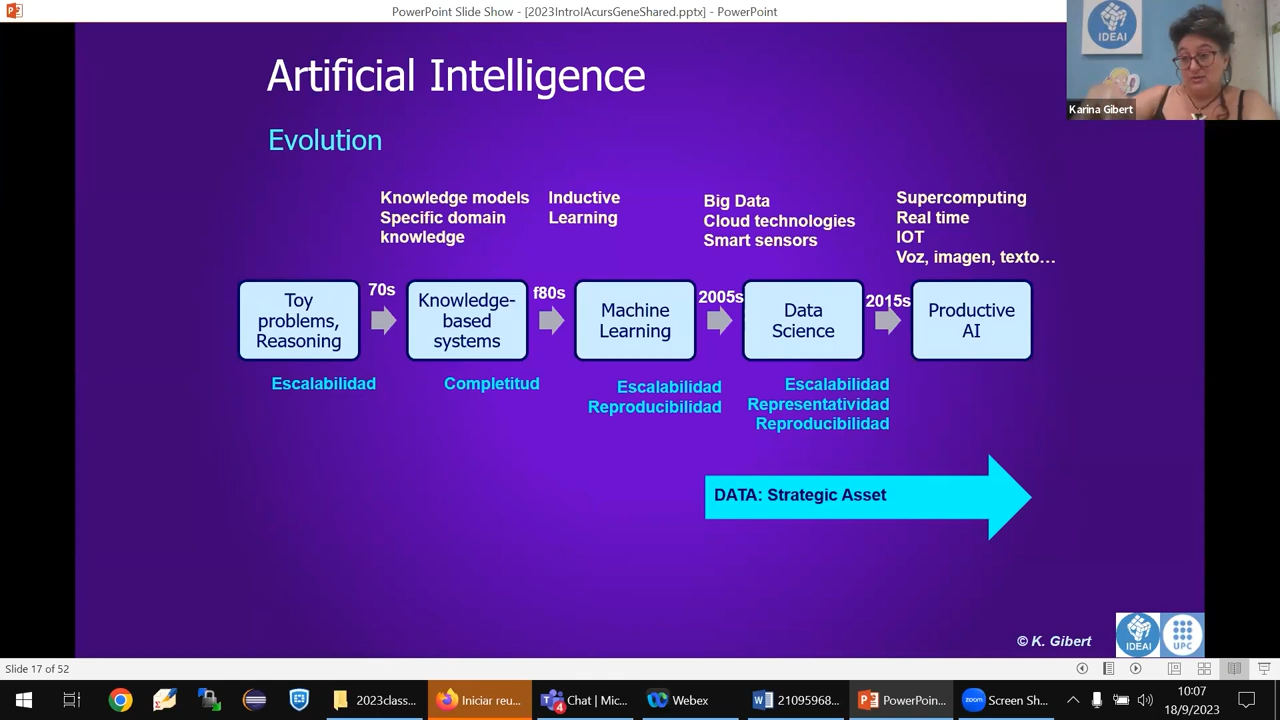 PowerPoint Slide Show - [2023IntroIAcursGeneShared.pptx] - PowerPoint
IDEAI
Karina Gibert
Artificial Intelligence
Evolution
Knowledge models
Specific domain
knowledge
Inductive
Learning
Big Data
Cloud technologies
Smart sensors
Supercomputing
Real time
IOT
Voz, imagen, texto…
Toy
problems,
Reasoning
70s
Knowledge-
based
systems
f80s
Machine
Learning
2005s
Data
Science
2015s
Productive
AI
Escalabilidad
Completitud
Escalabilidad
Reproducibilidad
Escalabilidad
Representatividad
Reproducibilidad
DATA: Strategic Asset
© K. Gibert
IDEAI
UPC
Slide 17 of 52
2023class...
Iniciar reu...
Chat | Mic...
4
Webex
21095968...
PowerPoin...
zoom
Screen Sh...
10:07
18/9/2023